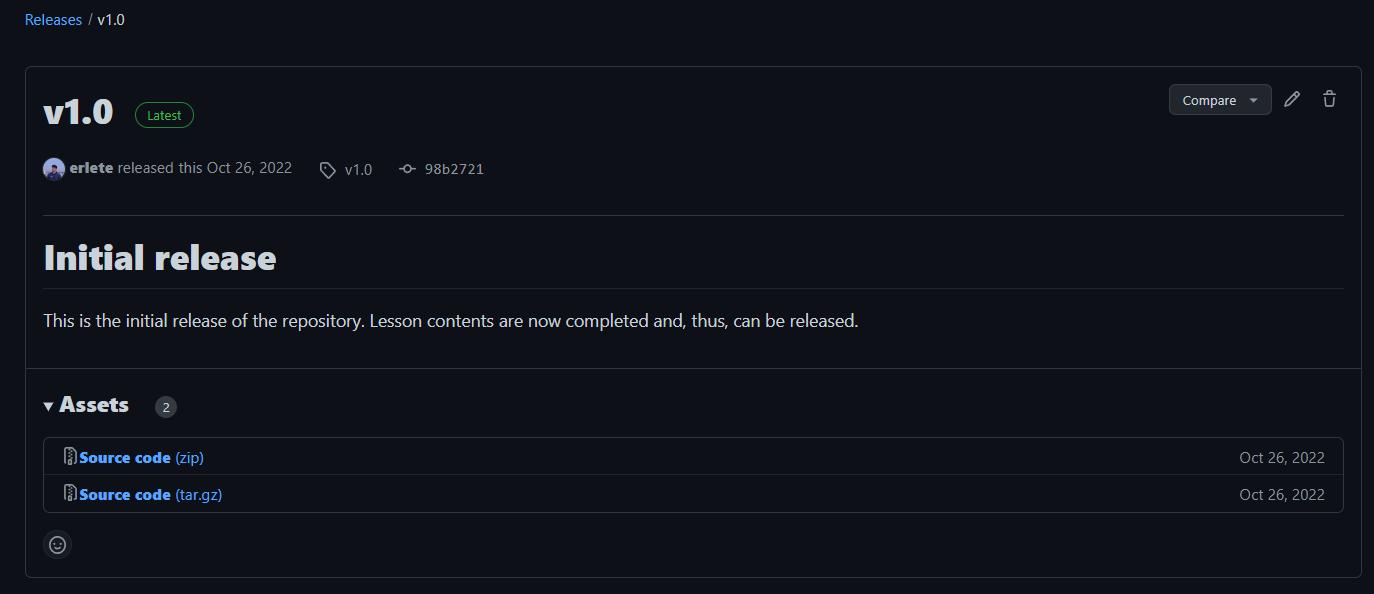 Releases / v1.0
v1.0 Latest Compare
erlete released this Oct 26, 2022 v1.0 98b2721
Initial release
This is the initial release of the repository. Lesson contents are now completed and, thus, can be released.
Assets 2
Source code (zip) Oct 26, 2022
Source code (tar.gz) Oct 26, 2022